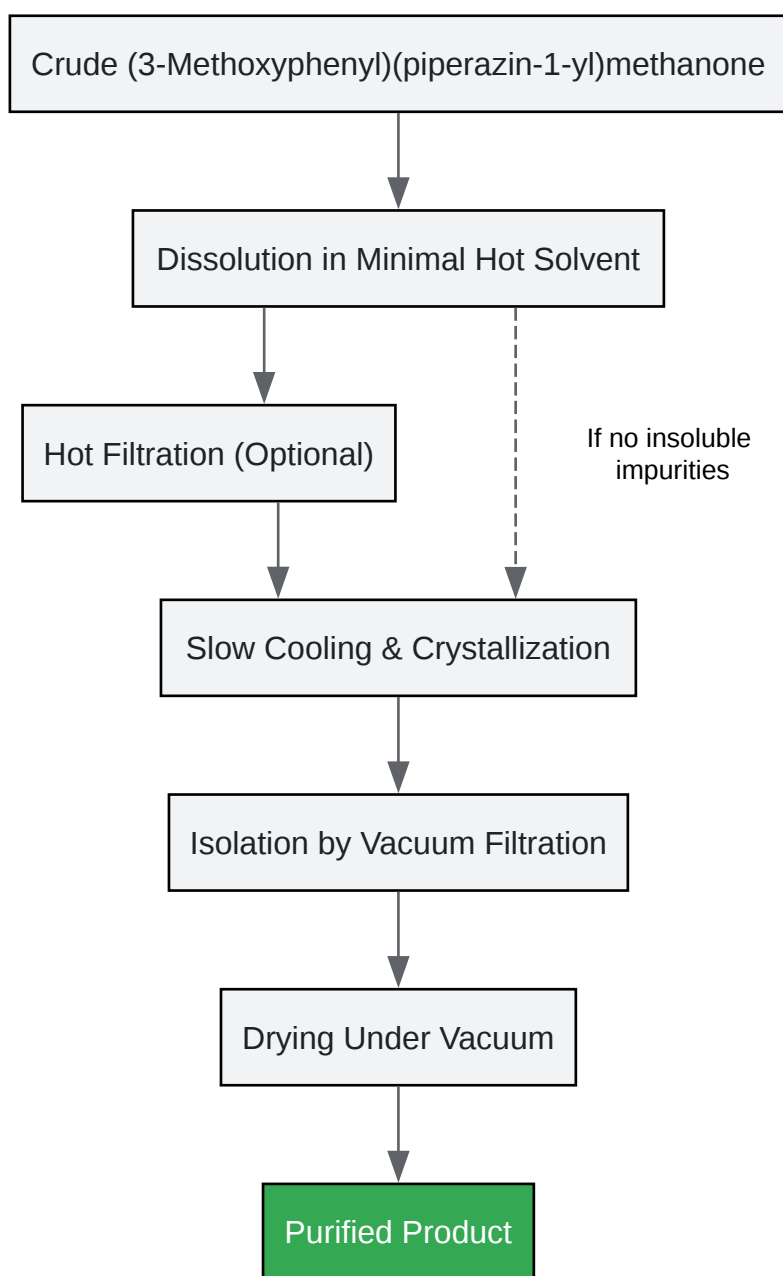 Crude (3-Methoxyphenyl)(piperazin-1-yl)methanone
Dissolution in Minimal Hot Solvent
Hot Filtration (Optional)
If no insoluble
impurities
Slow Cooling & Crystallization
Isolation by Vacuum Filtration
Drying Under Vacuum
Purified Product